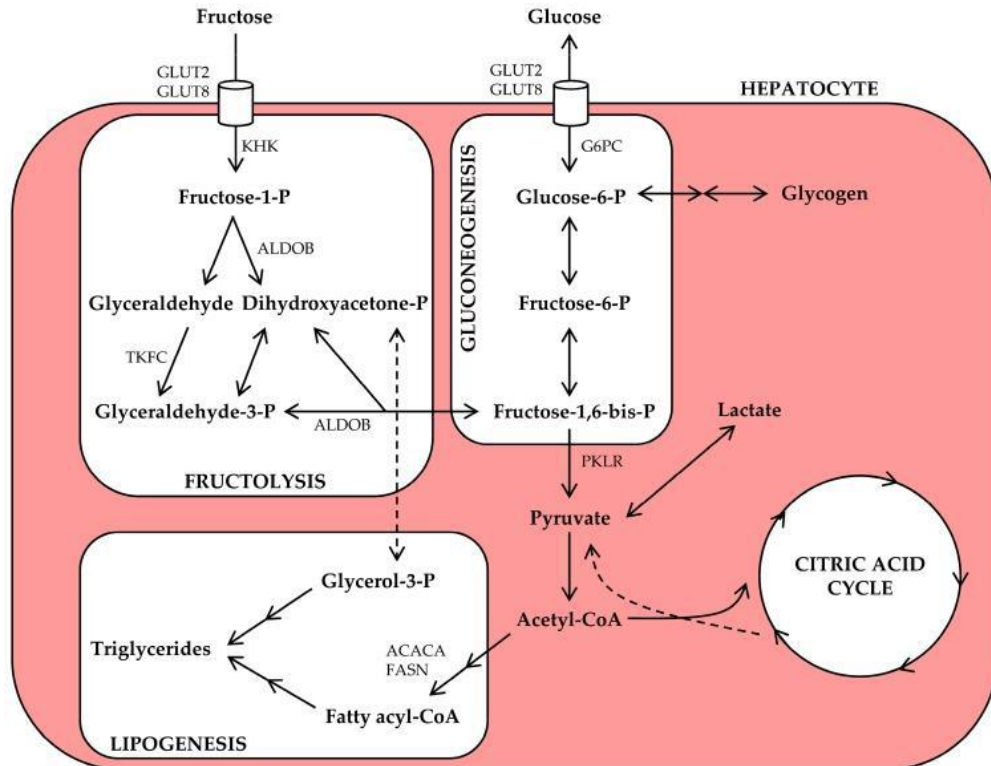 Fructose
Glucose
GLUT2
GLUT8
GLUT2
GLUT8
HEPATOCYTE
KHK
G6PC
GLUCONEOGENESIS
Fructose-1-P
Glucose-6-P
Glycogen
ALDOB
Glyceraldehyde Dihydroxyacetone-P
Fructose-6-P
TKFC
Glyceraldehyde-3-P
ALDOB
Fructose-1,6-bis-P
Lactate
FRUCTOLYSIS
PKLR
Pyruvate
CITRIC ACID
CYCLE
Glycerol-3-P
Acetyl-CoA
Triglycerides
ACACA
FASN
Fatty acyl-CoA
LIPOGENESIS